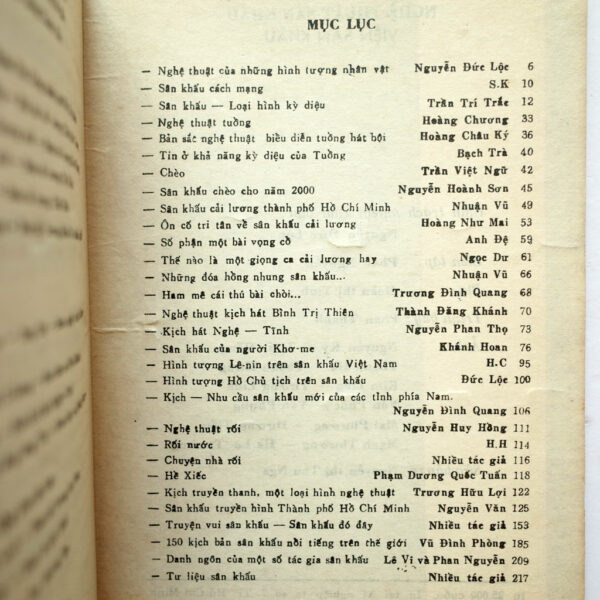 MỤC LỤC
— Nghệ thuật của những hình tượng nhân vật Nguyễn Đức Lộc 6
— Sân khấu cách mạng S.K 10
— Sân khấu — Loại hình kỳ diệu Trần Trí Trắc 12
— Nghệ thuật tuồng Hoàng Chương 33
— Bản sắc nghệ thuật biểu diễn tuồng hát bội Hoàng Châu Ký 36
— Tin ở khả năng kỳ diệu của Tuồng Bạch Trà 40
— Chèo Trần Việt Ngữ 42
— Sân khấu chèo cho năm 2000 Nguyễn Hoành Sơn 45
— Sân khấu cải lương thành phố Hồ Chí Minh Nhuận Vũ 49
— Ôn cố tri tân về sân khấu cải lương Hoàng Như Mai 53
— Số phận một bài vọng cổ Anh Đệ 59
— Thế nào là một giọng ca cải lương hay Ngọc Dư 61
— Những đóa hồng nhung sân khấu... Nhuận Vũ 66
— Ham mê cái thú bài chòi... Trương Đình Quang 68
— Nghệ thuật kịch hát Bình Trị Thiên Thành Đăng Khánh 70
— Kịch hát Nghệ — Tĩnh Nguyễn Phan Thọ 73
— Sân khấu của người Khơ-me Khánh Hoan 76
— Hình tượng Lê-nin trên sân khấu Việt Nam H.C 95
— Hình tượng Hồ Chủ tịch trên sân khấu Đức Lộc 100
— Kịch — Nhu cầu sân khấu mới của các tỉnh phía Nam.
Nguyễn Đình Quang 106
— Nghệ thuật rối Nguyễn Huy Hồng 111
— Rối nước H.H 114
— Chuyện nhà rối Nhiều tác giả 116
— Hề Xiếc Phạm Dương Quốc Tuấn 118
— Kịch truyền thanh, một loại hình nghệ thuật Trương Hữu Lợi 122
— Sân khấu truyền hình Thành phố Hồ Chí Minh Nguyễn Văn 125
— Truyện vui sân khấu — Sân khấu đó đây Nhiều tác giả 153
— 150 kịch bản sân khấu nổi tiếng trên thế giới Vũ Đình Phòng 185
— Danh ngôn của một số tác gia sân khấu Lê Vi và Phan Nguyễn 209
— Tư liệu sân khấu Nhiều tác giả 217